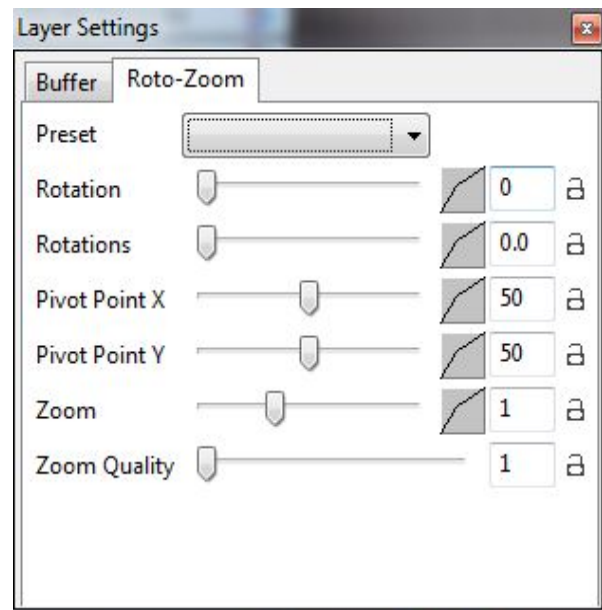 Layer Settings
Buffer Roto-Zoom
Preset
Rotation 0
Rotations 0.0
Pivot Point X 50
Pivot Point Y 50
Zoom 1
Zoom Quality 1